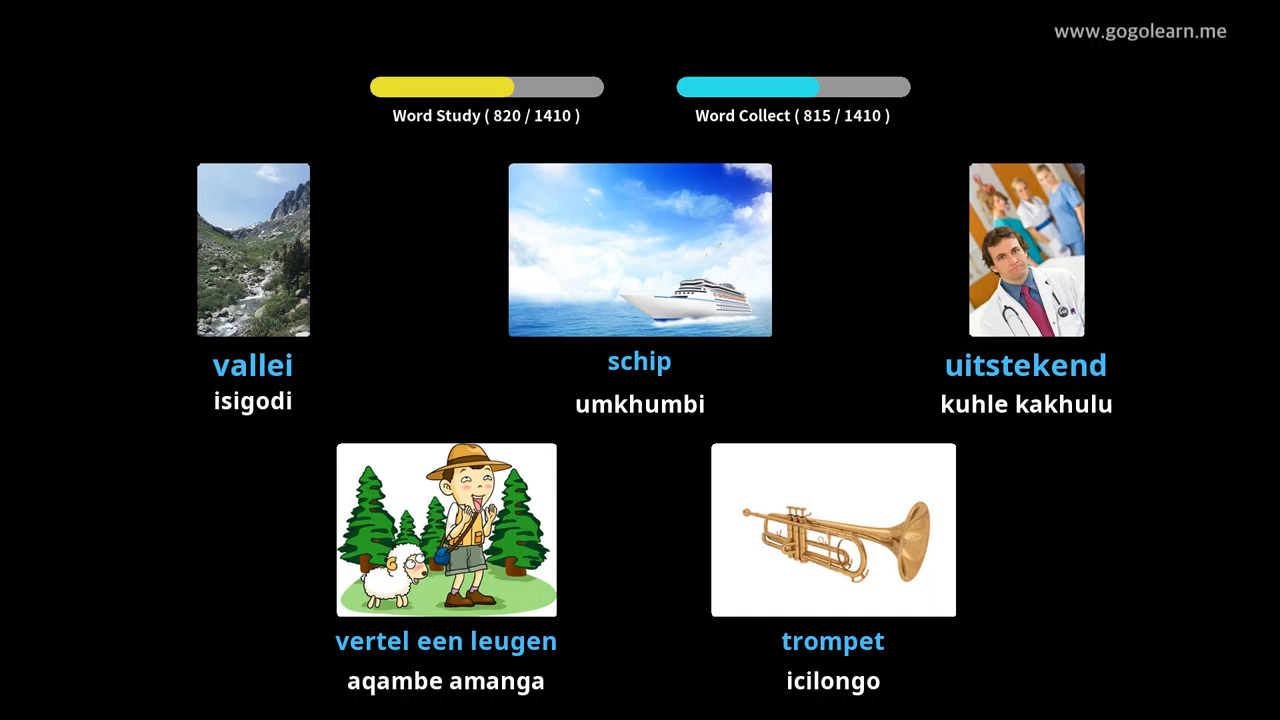 www.gogolearn.me
Word Study ( 820 / 1410 )
Word Collect ( 815 / 1410 )
vallei
isigodi
schip
umkhumbi
uitstekend
kuhle kakhulu
vertel een leugen
aqambe amanga
trompet
icilongo